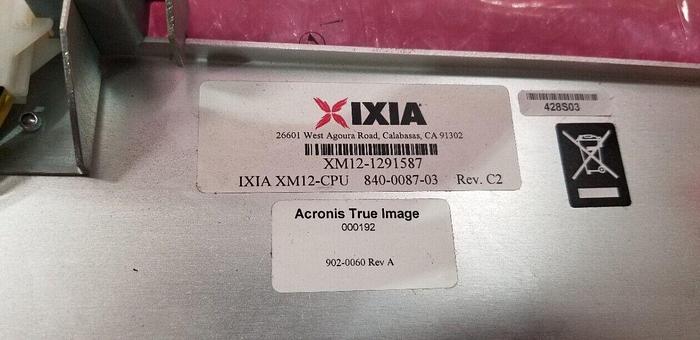 IXIA
26601 West Agoura Road, Calabasas, CA 91302
XM12-1291587
IXIA XM12-CPU 840-0087-03 Rev. C2
428S03
Acronis True Image
000192
902-0060 Rev A